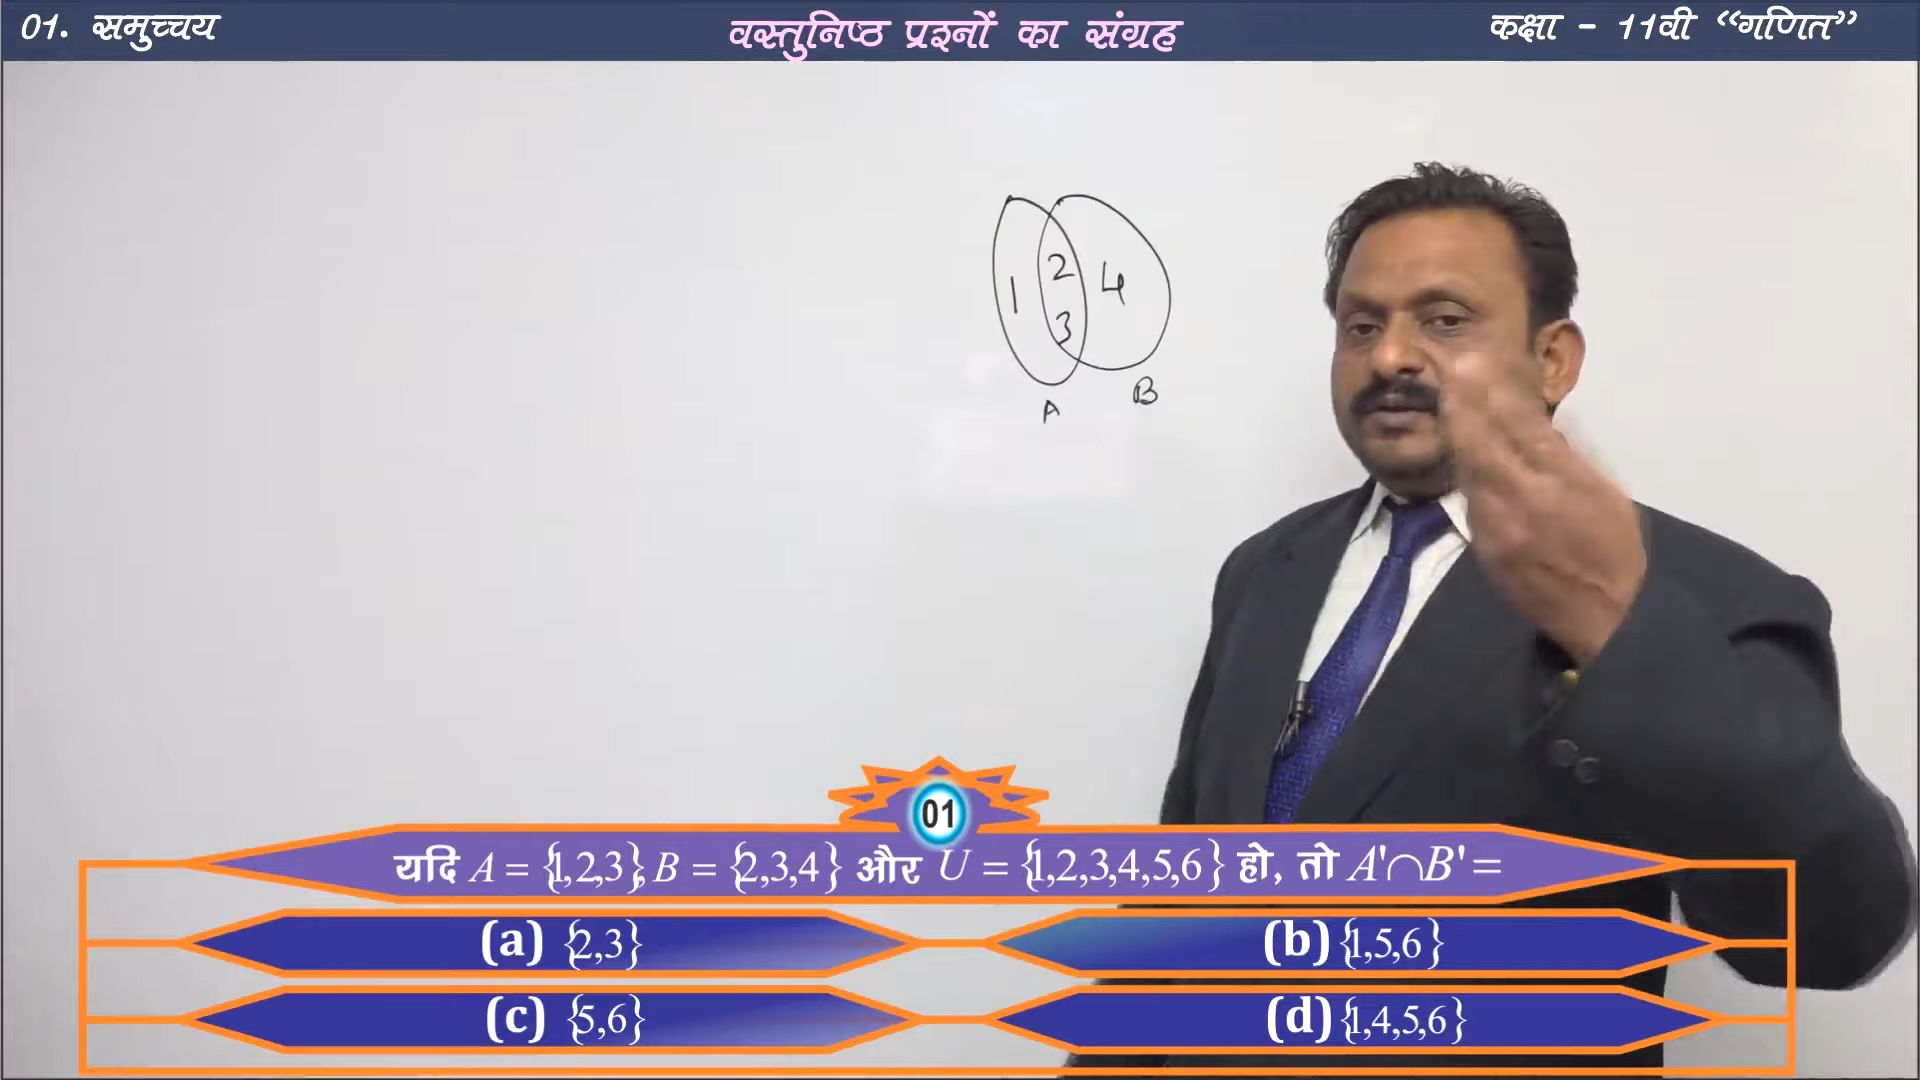 01. समुच्चय
वस्तुनिष्ठ प्रश्नों का संग्रह
कक्षा - 11वी “गणित”
1 2 4
3
A B
01
यदि A = {1,2,3}, B = {2,3,4} और U = {1,2,3,4,5,6} हो, तो A'∩B' =
(a) {2,3}
(b) {1,5,6}
(c) {5,6}
(d) {1,4,5,6}